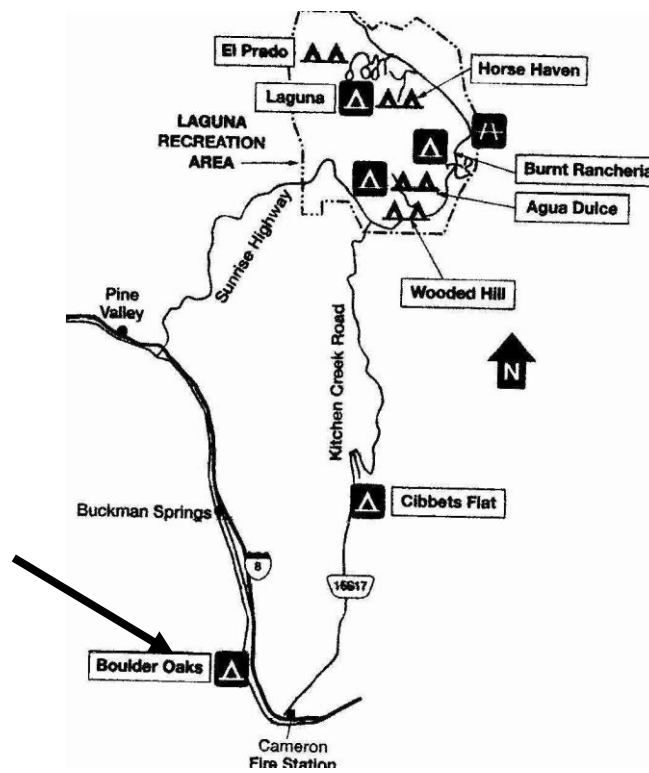 El Prado
Horse Haven
Laguna
LAGUNA
RECREATION
AREA
Burnt Rancheria
Agua Dulce
Sunrise Highway
Wooded Hill
Pine
Valley
Kitchen Creek Road
N
Buckman Springs
Cibbets Flat
8
15S17
Boulder Oaks
Cameron
Fire Station